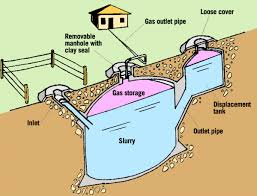 Loose cover
Gas outlet pipe
Removable
manhole with
clay seal
Gas storage
Displacement
tank
Inlet
Outlet pipe
Slurry